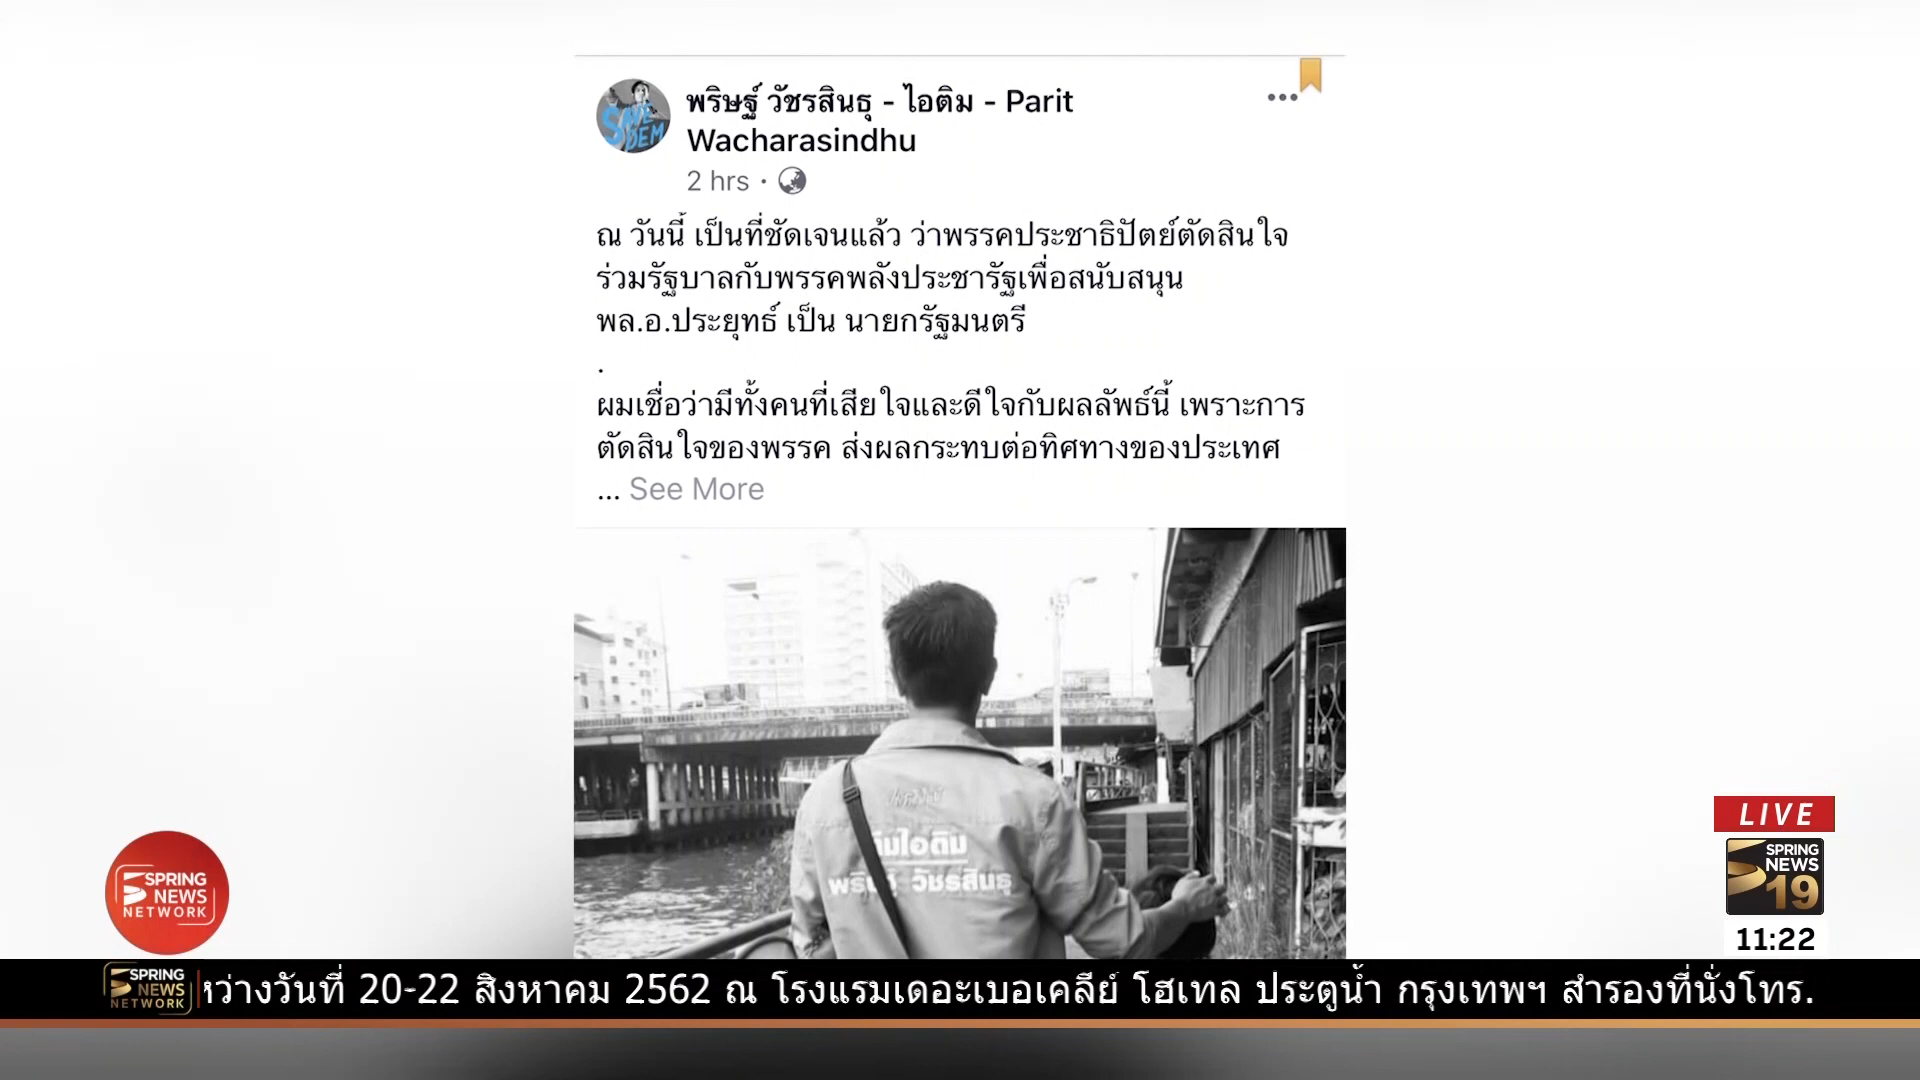 พริษฐ์ วัชรสินธุ - ไอติม - Parit
Wacharasindhu
2 hrs ·
ณ วันนี้ เป็นที่ชัดเจนแล้ว ว่าพรรคประชาธิปัตย์ตัดสินใจ
ร่วมรัฐบาลกับพรรคพลังประชารัฐเพื่อสนับสนุน
พล.อ.ประยุทธ์ เป็น นายกรัฐมนตรี
.
ผมเชื่อว่ามีทั้งคนที่เสียใจและดีใจกับผลลัพธ์นี้ เพราะการ
ตัดสินใจของพรรค ส่งผลกระทบต่อทิศทางของประเทศ
... See More
วัชรสินธุ
LIVE
SPRING
NEWS
19
11:22
SPRING
NEWS
NETWORK
SPRING
NEWS
NETWORK
หว่างวันที่ 20-22 สิงหาคม 2562 ณ โรงแรมเดอะเบอเคลีย์ โฮเทล ประตูน้ำ กรุงเทพฯ สำรองที่นั่งโทร.